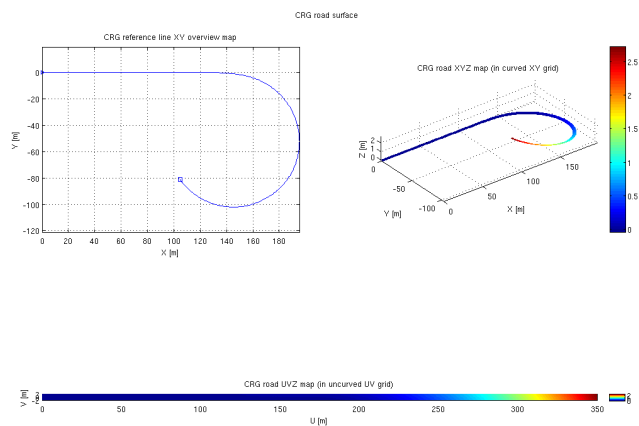 CRG road surface
CRG reference line XY overview map
0
-20
-40
-60
-80
-100
-120
Y [m]
0 20 40 60 80 100 120 140 160 180
X [m]
CRG road XYZ map (in curved XY grid)
2
1
0
Z [m]
0
-50
-100
Y [m]
0
50
100
150
X [m]
2.5
2
1.5
1
0.5
0
CRG road UVZ map (in uncurved UV grid)
V [m]
0 50 100 150 200 250 300 350
U [m]